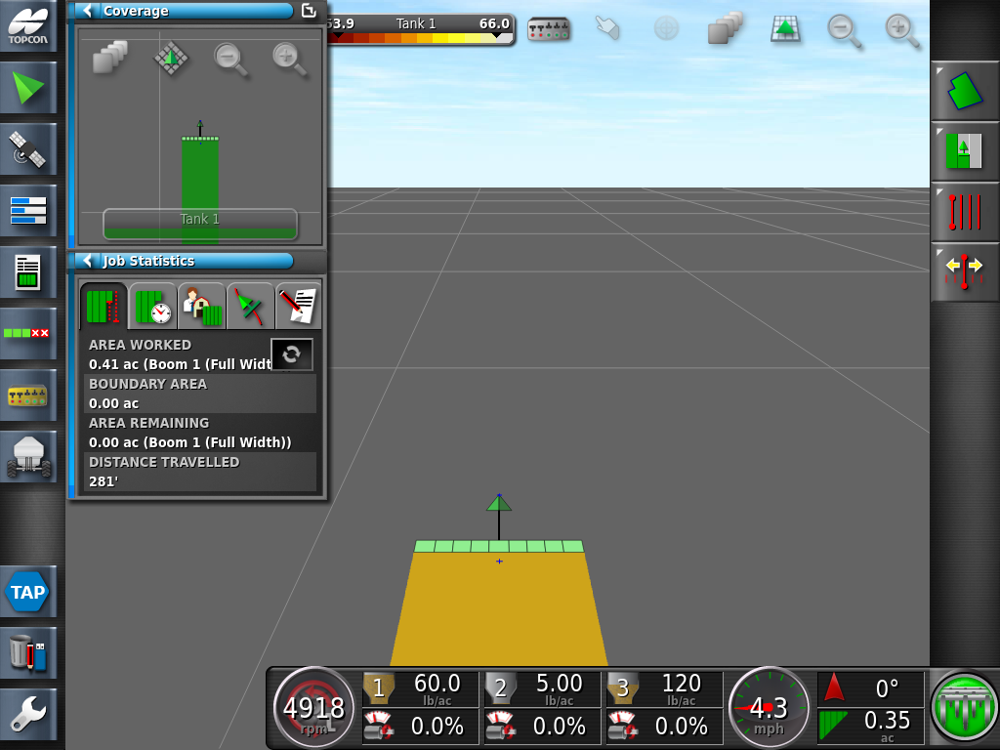 TOPCON
Coverage
Tank 1
53.9 Tank 1 66.0
Job Statistics
AREA WORKED
0.41 ac (Boom 1 (Full Widt
BOUNDARY AREA
0.00 ac
AREA REMAINING
0.00 ac (Boom 1 (Full Width))
DISTANCE TRAVELLED
281'
TAP
4918
rpm
1
1 60.0
lb/ac
0.0%
2 5.00
lb/ac
0.0%
3 120
lb/ac
0.0%
4.3
mph
0°
0.35
ac